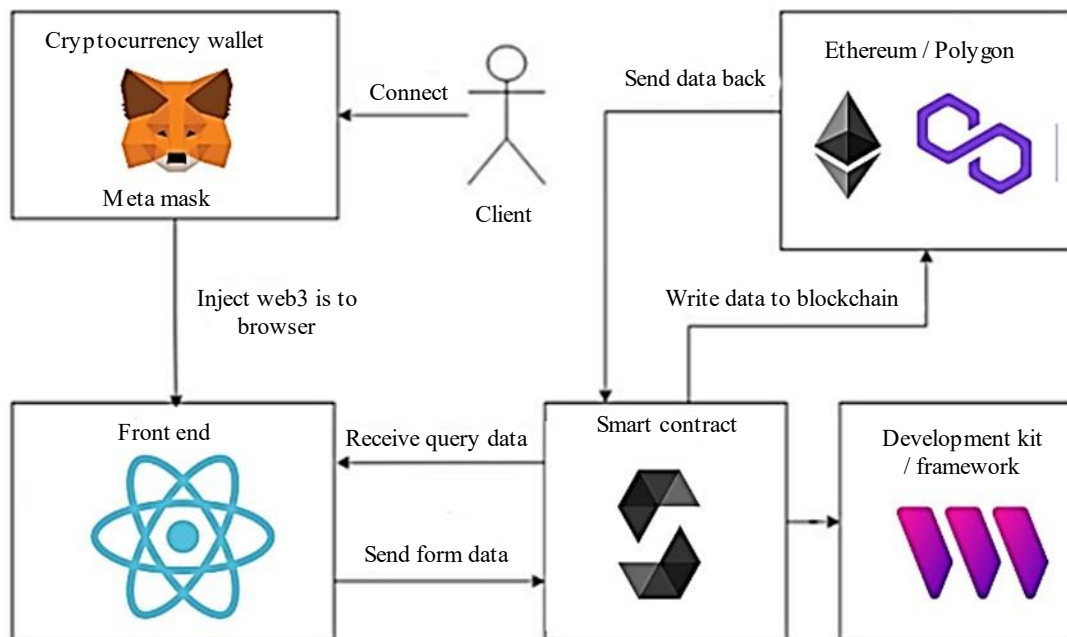 Cryptocurrency wallet
Meta mask
Connect
Client
Send data back
Ethereum / Polygon
Inject web3 is to
browser
Write data to blockchain
Front end
Receive query data
Send form data
Smart contract
Development kit
/ framework